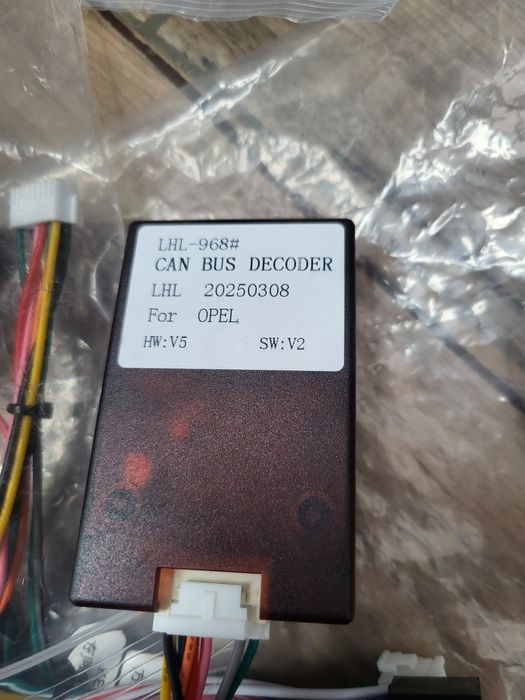 LHL-968#
CAN BUS DECODER
LHL 20250308
For OPEL
HW:V5 SW:V2